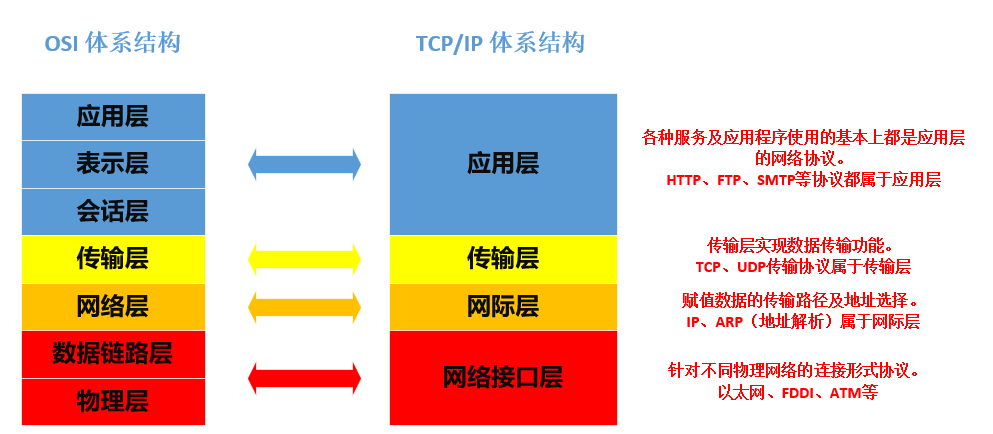 OSI 体系结构
TCP/IP 体系结构
应用层
表示层
会话层
传输层
网络层
数据链路层
物理层
应用层
传输层
网际层
网络接口层
各种服务及应用程序使用的基本上都是应用层
的网络协议。
HTTP、FTP、SMTP等协议都属于应用层
传输层实现数据传输功能。
TCP、UDP传输协议属于传输层
赋值数据的传输路径及地址选择。
IP、ARP（地址解析）属于网际层
针对不同物理网络的连接形式协议。
以太网、FDDI、ATM等